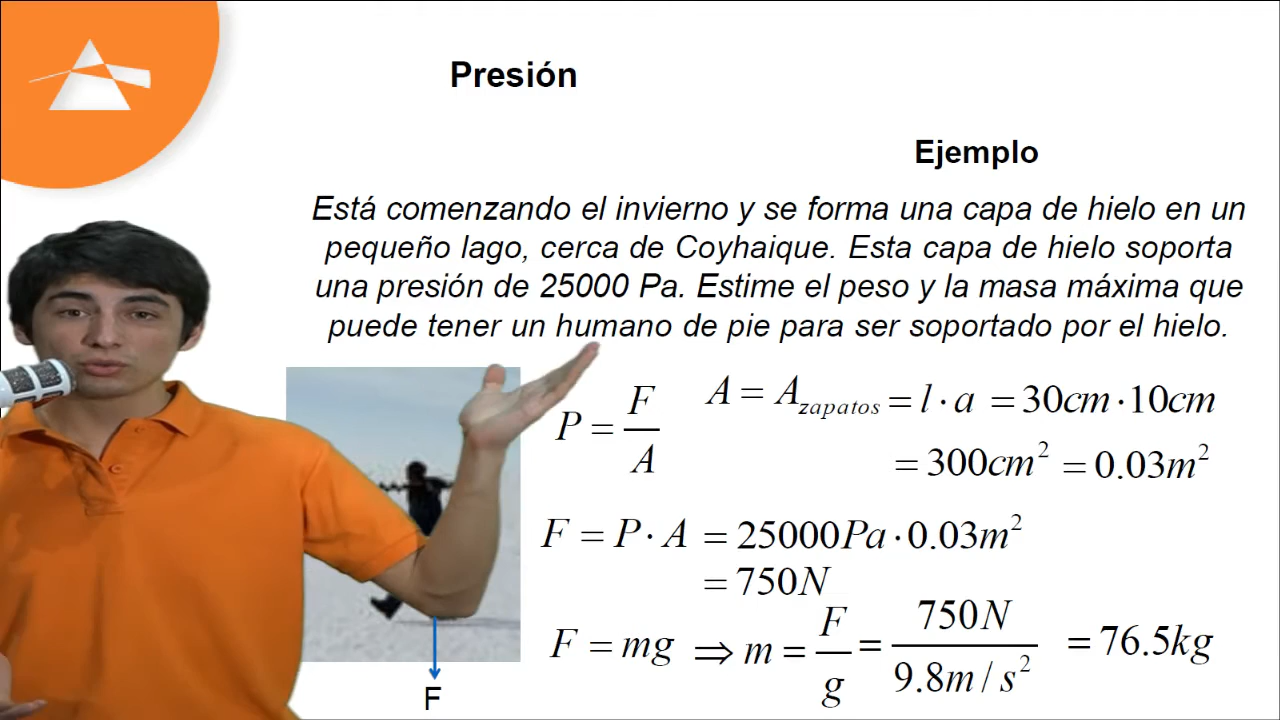 Presión
Ejemplo
Está comenzando el invierno y se forma una capa de hielo en un
pequeño lago, cerca de Coyhaique. Esta capa de hielo soporta
una presión de 25000 Pa. Estime el peso y la masa máxima que
puede tener un humano de pie para ser soportado por el hielo.
P = F/A
A = A_zapatos = l · a = 30cm · 10cm
= 300cm² = 0.03m²
F = P · A = 25000Pa · 0.03m²
= 750N
F = mg ⇒ m = F/g = 750N / 9.8m/s² = 76.5kg
F